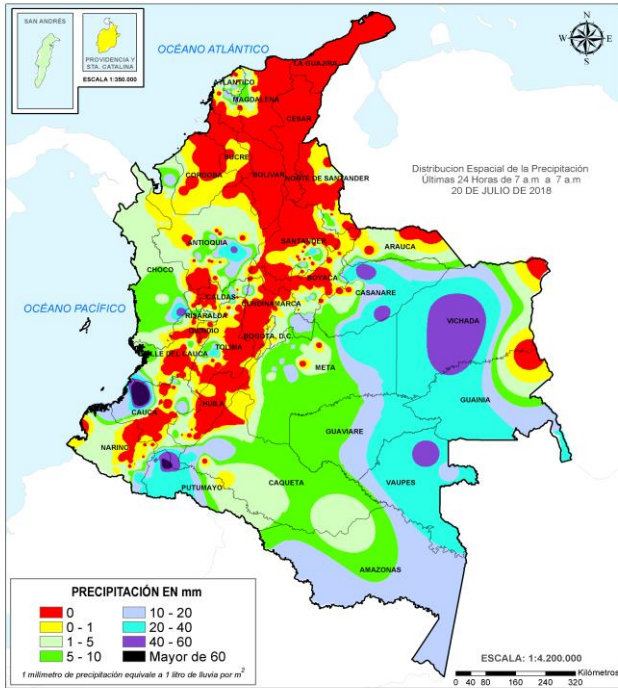 SAN ANDRÉS
PROVIDENCIA Y
STA. CATALINA
ESCALA 1:350.000
OCÉANO ATLÁNTICO
N
W
E
S
LA GUAJIRA
ATLANTICO
MAGDALENA
CESAR
Distribucion Espacial de la Precipitación
Últimas 24 Horas de 7 a.m a 7 a.m
20 DE JULIO DE 2018
SUCRE
CORDOBA
BOLIVAR
NORTE DE SANTANDER
ANTIOQUIA
SANTANDER
ARAUCA
CHOCO
BOYACA
CASANARE
OCÉANO PACÍFICO
CALDAS
CUNDINAMARCA
RISARALDA
VICHADA
QUINDIO
BOGOTA, D.C.
VALLE DEL CAUCA
TOLIMA
META
GUAINIA
CAUCA
HUILA
GUAVIARE
NARIÑO
VAUPES
PUTUMAYO
CAQUETA
AMAZONAS
PRECIPITACIÓN EN mm
0
10 - 20
0 - 1
20 - 40
1 - 5
40 - 60
5 - 10
Mayor de 60
1 milimetro de precipitación equivale a 1 litro de lluvia por m²
ESCALA: 1:4.200.000
0 40 80 160 240 320 Kilómetros